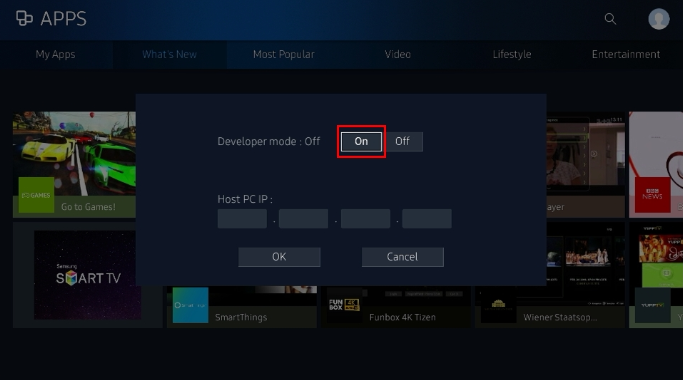 APPS
My Apps
What's New
Most Popular
Video
Lifestyle
Entertainment
Developer mode : Off
On
Off
Host PC IP :
. . .
OK
Cancel
GAMES
Go to Games!
ayer
BBC
NEWS
Samsung
SMART TV
SmartThings
FUN
BOX 4K
Funbox 4K Tizen
Wiener Staatsop...
Y